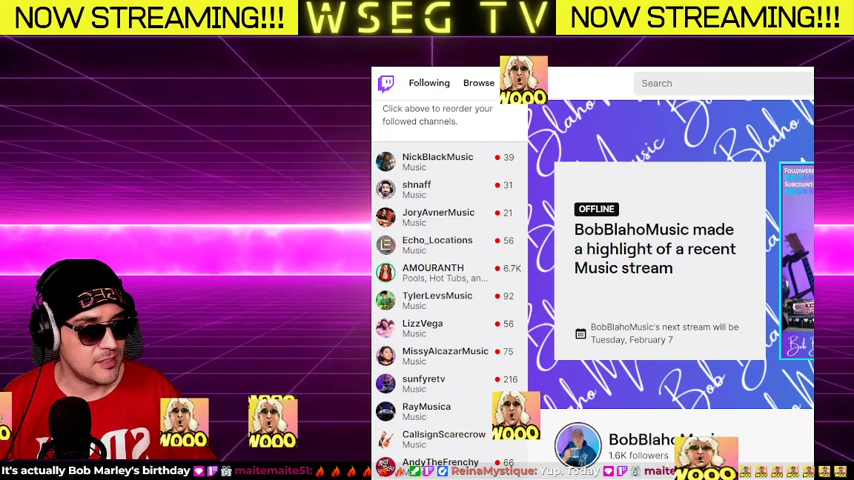 NOW STREAMING!!!
WSEG TV
NOW STREAMING!!!
Following
Browse
Search
WOOO
Click above to reorder your
followed channels.
NickBlackMusic 39
Music
shnaff 31
Music
JoryAvnerMusic 21
Music
Echo_Locations 56
Music
AMOURANTH 6.7K
Pools, Hot Tubs, an...
TylerLevsMusic 92
Music
LizzVega 56
Music
MissyAlcazarMusic 75
Music
sunfyretv 216
Music
RayMusica
Music
CallsignScarecrow
Music
AndyTheFrenchy 66
OFFLINE
BobBlahoMusic made
a highlight of a recent
Music stream
BobBlahoMusic's next stream will be
Tuesday, February 7
BobBlaho
1.6K followers
WOOO
WOOO
WOOO
It's actually Bob Marley's birthday maitemaite51: ReinaMystique: Yup. Today maite